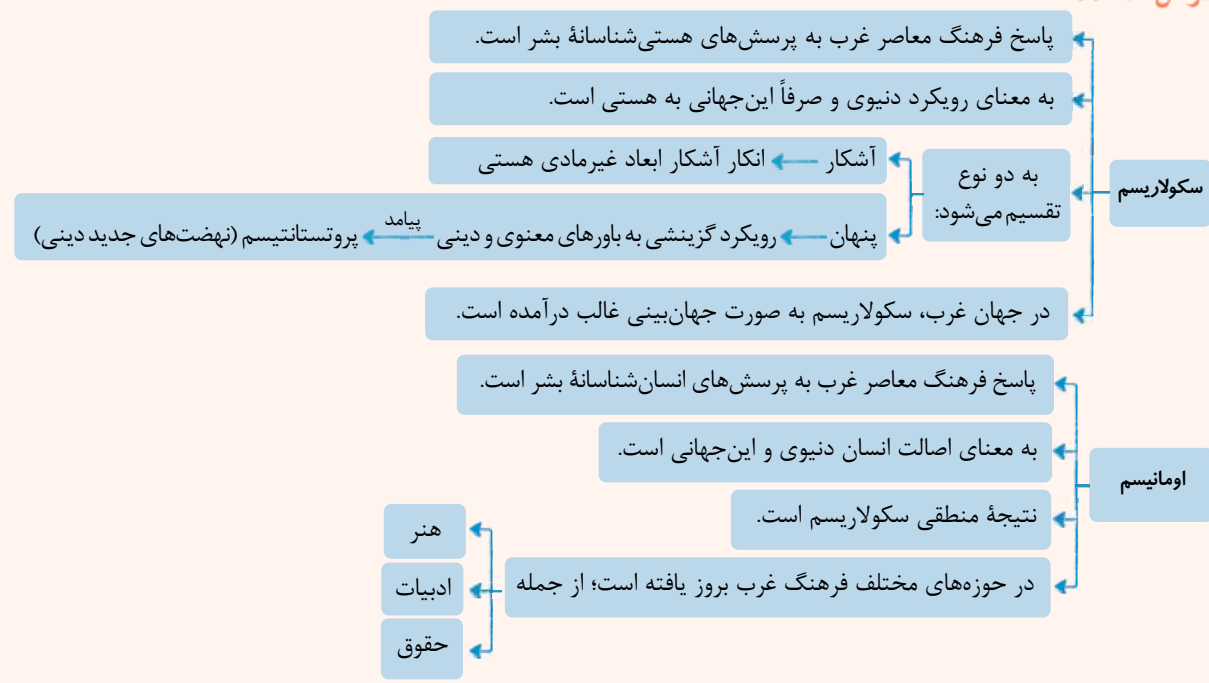 پاسخ فرهنگ معاصر غرب به پرسش‌های هستی‌شناسانهٔ بشر است.
به معنای رویکرد دنیوی و صرفاً این‌جهانی به هستی است.
سکولاریسم
به دو نوع
تقسیم می‌شود:
آشکار
انکار آشکار ابعاد غیرمادی هستی
پنهان
رویکرد گزینشی به باورهای معنوی و دینی
پیامد
پروتستانتیسم (نهضت‌های جدید دینی)
در جهان غرب، سکولاریسم به صورت جهان‌بینی غالب درآمده است.
پاسخ فرهنگ معاصر غرب به پرسش‌های انسان‌شناسانهٔ بشر است.
به معنای اصالت انسان دنیوی و این‌جهانی است.
اومانیسم
نتیجهٔ منطقی سکولاریسم است.
در حوزه‌های مختلف فرهنگ غرب بروز یافته است؛ از جمله
هنر
ادبیات
حقوق